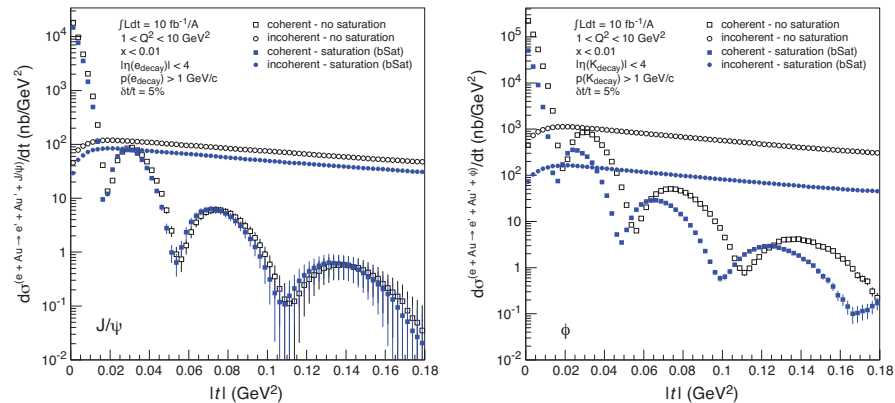 ∫Ldt = 10 fb⁻¹/A
1 < Q² < 10 GeV²
x < 0.01
|η(e_decay)| < 4
p(e_decay) > 1 GeV/c
δt/t = 5%
coherent - no saturation
incoherent - no saturation
coherent - saturation (bSat)
incoherent - saturation (bSat)
10⁴
10³
10²
10
1
10⁻¹
10⁻²
dσ(e + Au → e' + Au' + J/ψ)/dt (nb/GeV²)
J/ψ
0 0.02 0.04 0.06 0.08 0.1 0.12 0.14 0.16 0.18
|t| (GeV²)
∫Ldt = 10 fb⁻¹/A
1 < Q² < 10 GeV²
x < 0.01
|η(K_decay)| < 4
p(K_decay) > 1 GeV/c
δt/t = 5%
coherent - no saturation
incoherent - no saturation
coherent - saturation (bSat)
incoherent - saturation (bSat)
10⁵
10⁴
10³
10²
10
1
10⁻¹
10⁻²
dσ(e + Au → e' + Au' + ϕ)/dt (nb/GeV²)
ϕ
0 0.02 0.04 0.06 0.08 0.1 0.12 0.14 0.16 0.18
|t| (GeV²)